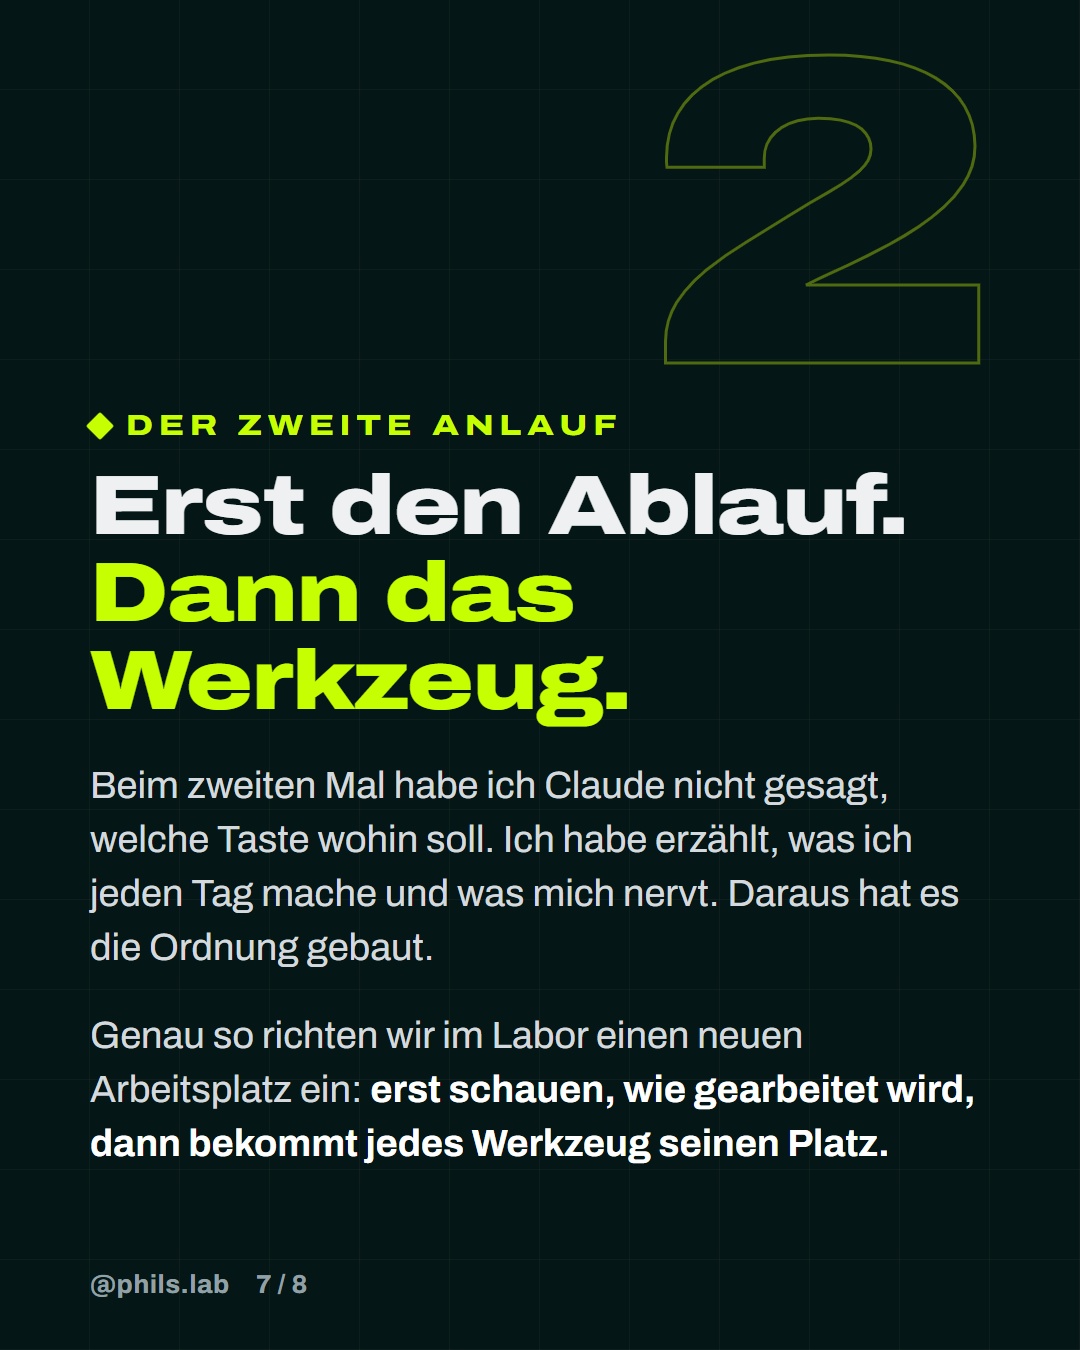 2
DER ZWEITE ANLAUF
Erst den Ablauf.
Dann das
Werkzeug.
Beim zweiten Mal habe ich Claude nicht gesagt,
welche Taste wohin soll. Ich habe erzählt, was ich
jeden Tag mache und was mich nervt. Daraus hat es
die Ordnung gebaut.
Genau so richten wir im Labor einen neuen
Arbeitsplatz ein: erst schauen, wie gearbeitet wird,
dann bekommt jedes Werkzeug seinen Platz.
@phils.lab 7 / 8